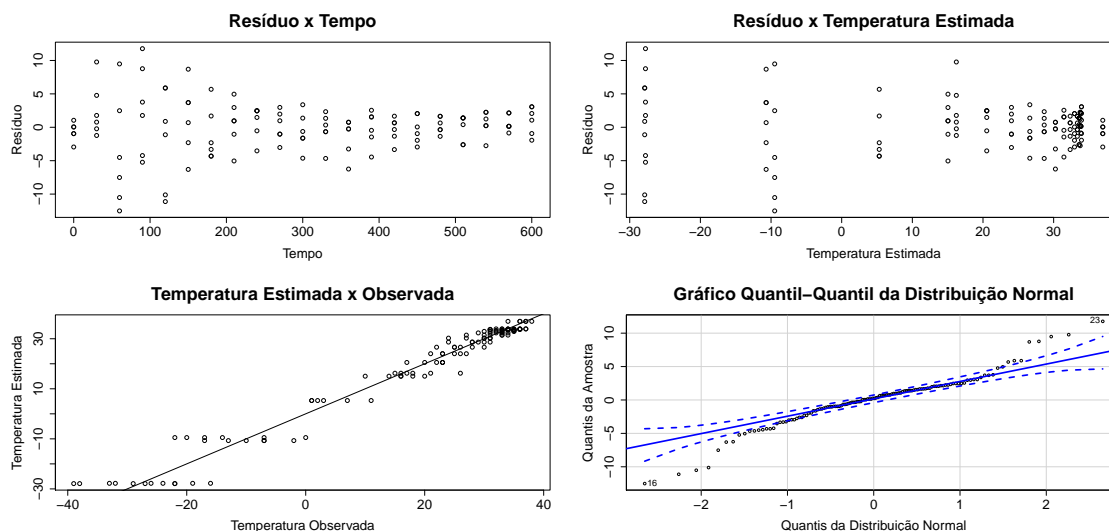 Resíduo x Tempo
Resíduo
10
5
0
−5
−10
0 100 200 300 400 500 600
Tempo
Resíduo x Temperatura Estimada
Resíduo
10
5
0
−5
−10
−30 −20 −10 0 10 20 30
Temperatura Estimada
Temperatura Estimada x Observada
Temperatura Estimada
30
10
−10
−30
−40 −20 0 20 40
Temperatura Observada
Gráfico Quantil−Quantil da Distribuição Normal
Quantis da Amostra
10
5
0
−5
−10
23
16
−2 −1 0 1 2
Quantis da Distribuição Normal